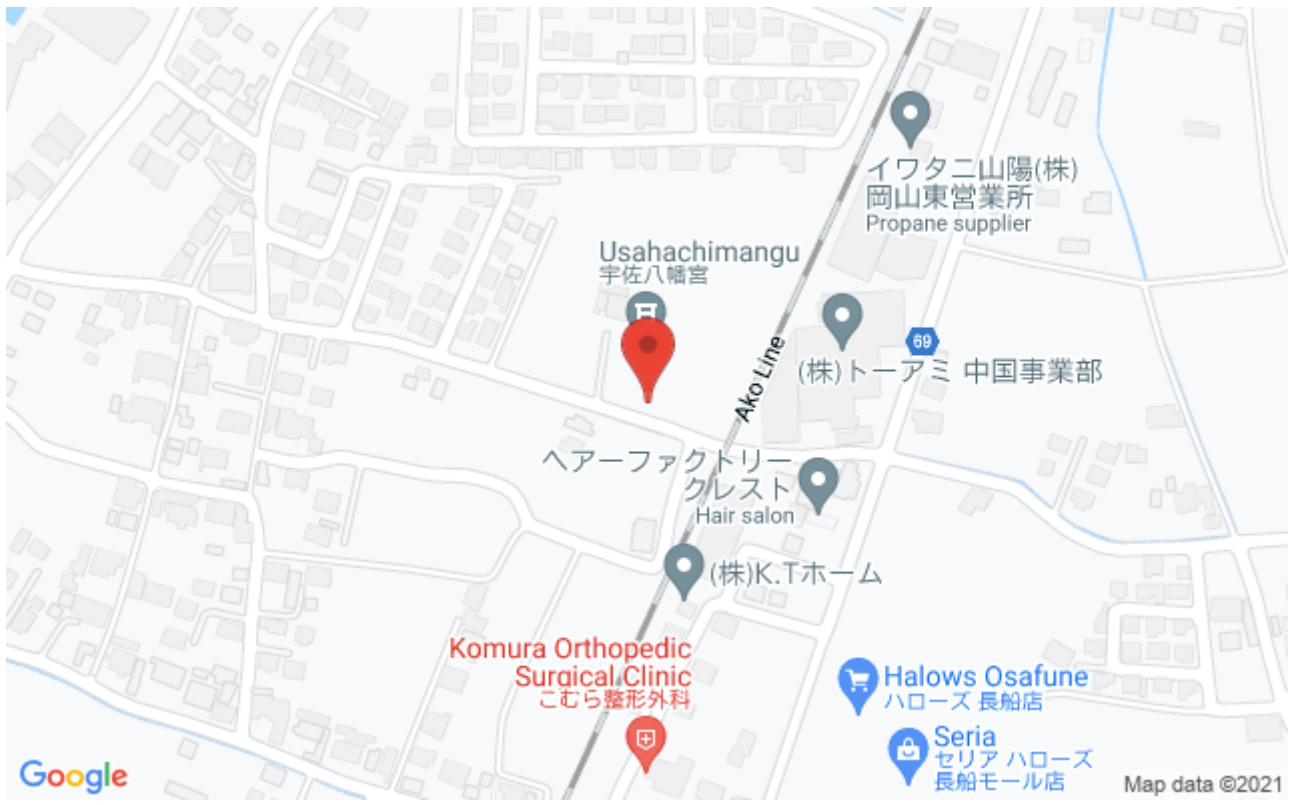 イワタニ山陽(株)
岡山東営業所
Propane supplier
Usahachimangu
宇佐八幡宮
69
Ako Line
(株)トーアミ 中国事業部
ヘアーファクトリー
クレスト
Hair salon
(株)K.Tホーム
Komura Orthopedic
Surgical Clinic
こむら整形外科
Halows Osafune
ハローズ 長船店
Seria
セリア ハローズ
長船モール店
Google
Map data ©2021